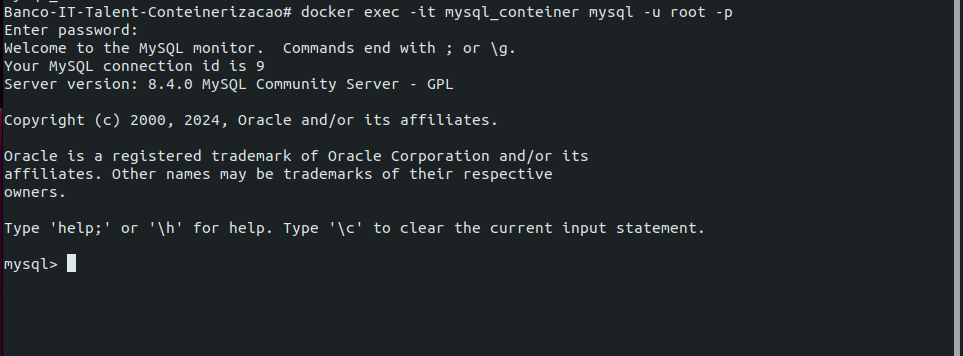 Banco-IT-Talent-Conteinerizacao# docker exec -it mysql_conteiner mysql -u root -p
Enter password:
Welcome to the MySQL monitor.  Commands end with ; or \g.
Your MySQL connection id is 9
Server version: 8.4.0 MySQL Community Server - GPL
Copyright (c) 2000, 2024, Oracle and/or its affiliates.
Oracle is a registered trademark of Oracle Corporation and/or its
affiliates. Other names may be trademarks of their respective
owners.
Type 'help;' or '\h' for help. Type '\c' to clear the current input statement.
mysql>